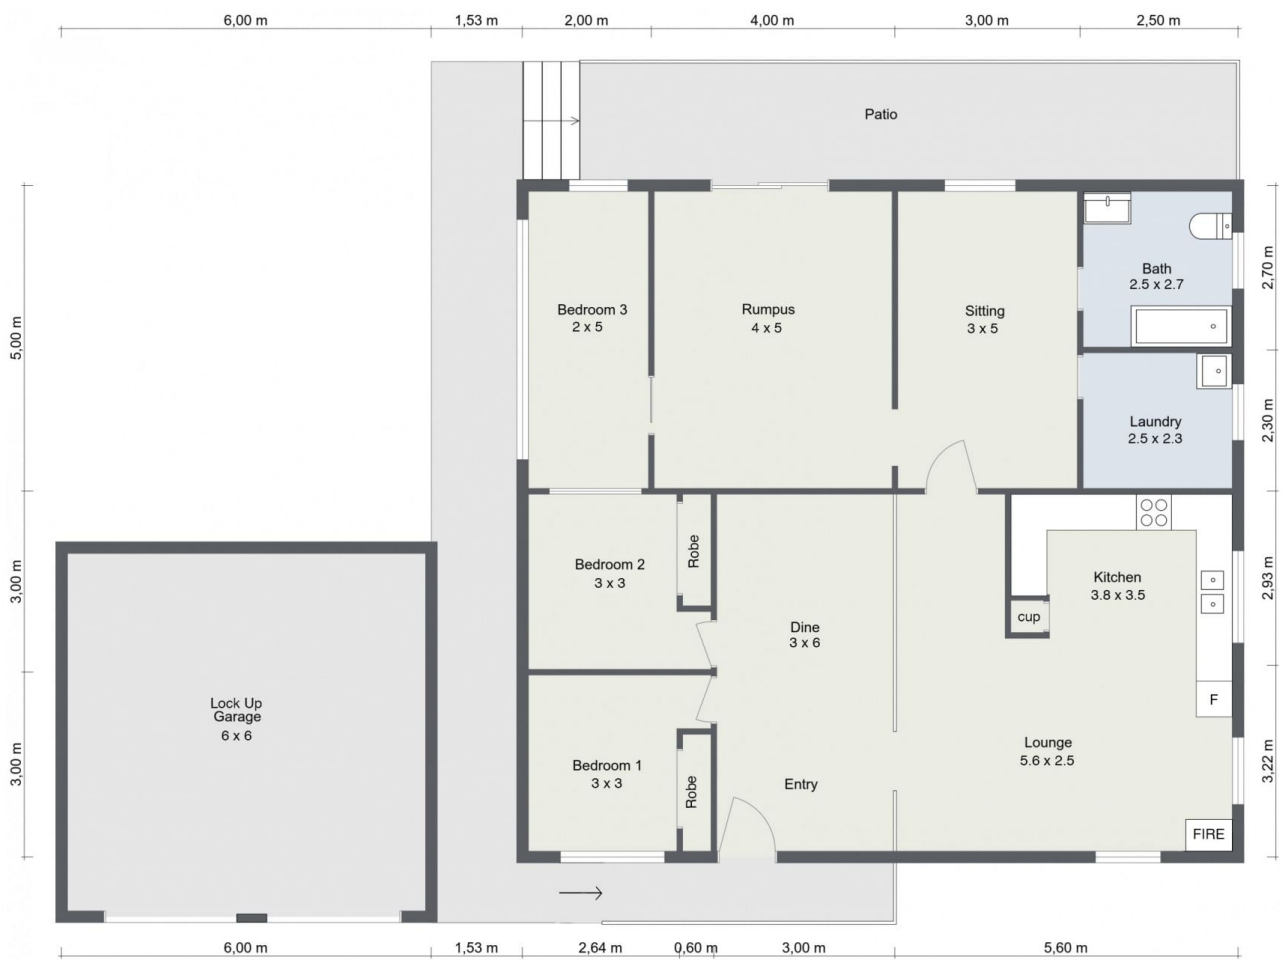 6,00 m
1,53 m
2,00 m
4,00 m
3,00 m
2,50 m
Patio
5,00 m
2,70 m
Bedroom 3
2 x 5
Rumpus
4 x 5
Sitting
3 x 5
Bath
2.5 x 2.7
Laundry
2.5 x 2.3
2,30 m
3,00 m
Bedroom 2
3 x 3
Robe
Dine
3 x 6
Kitchen
3.8 x 3.5
cup
2,93 m
F
Lock Up
Garage
6 x 6
3,00 m
Bedroom 1
3 x 3
Robe
Entry
Lounge
5.6 x 2.5
3,22 m
FIRE
6,00 m
1,53 m
2,64 m
0,60 m
3,00 m
5,60 m